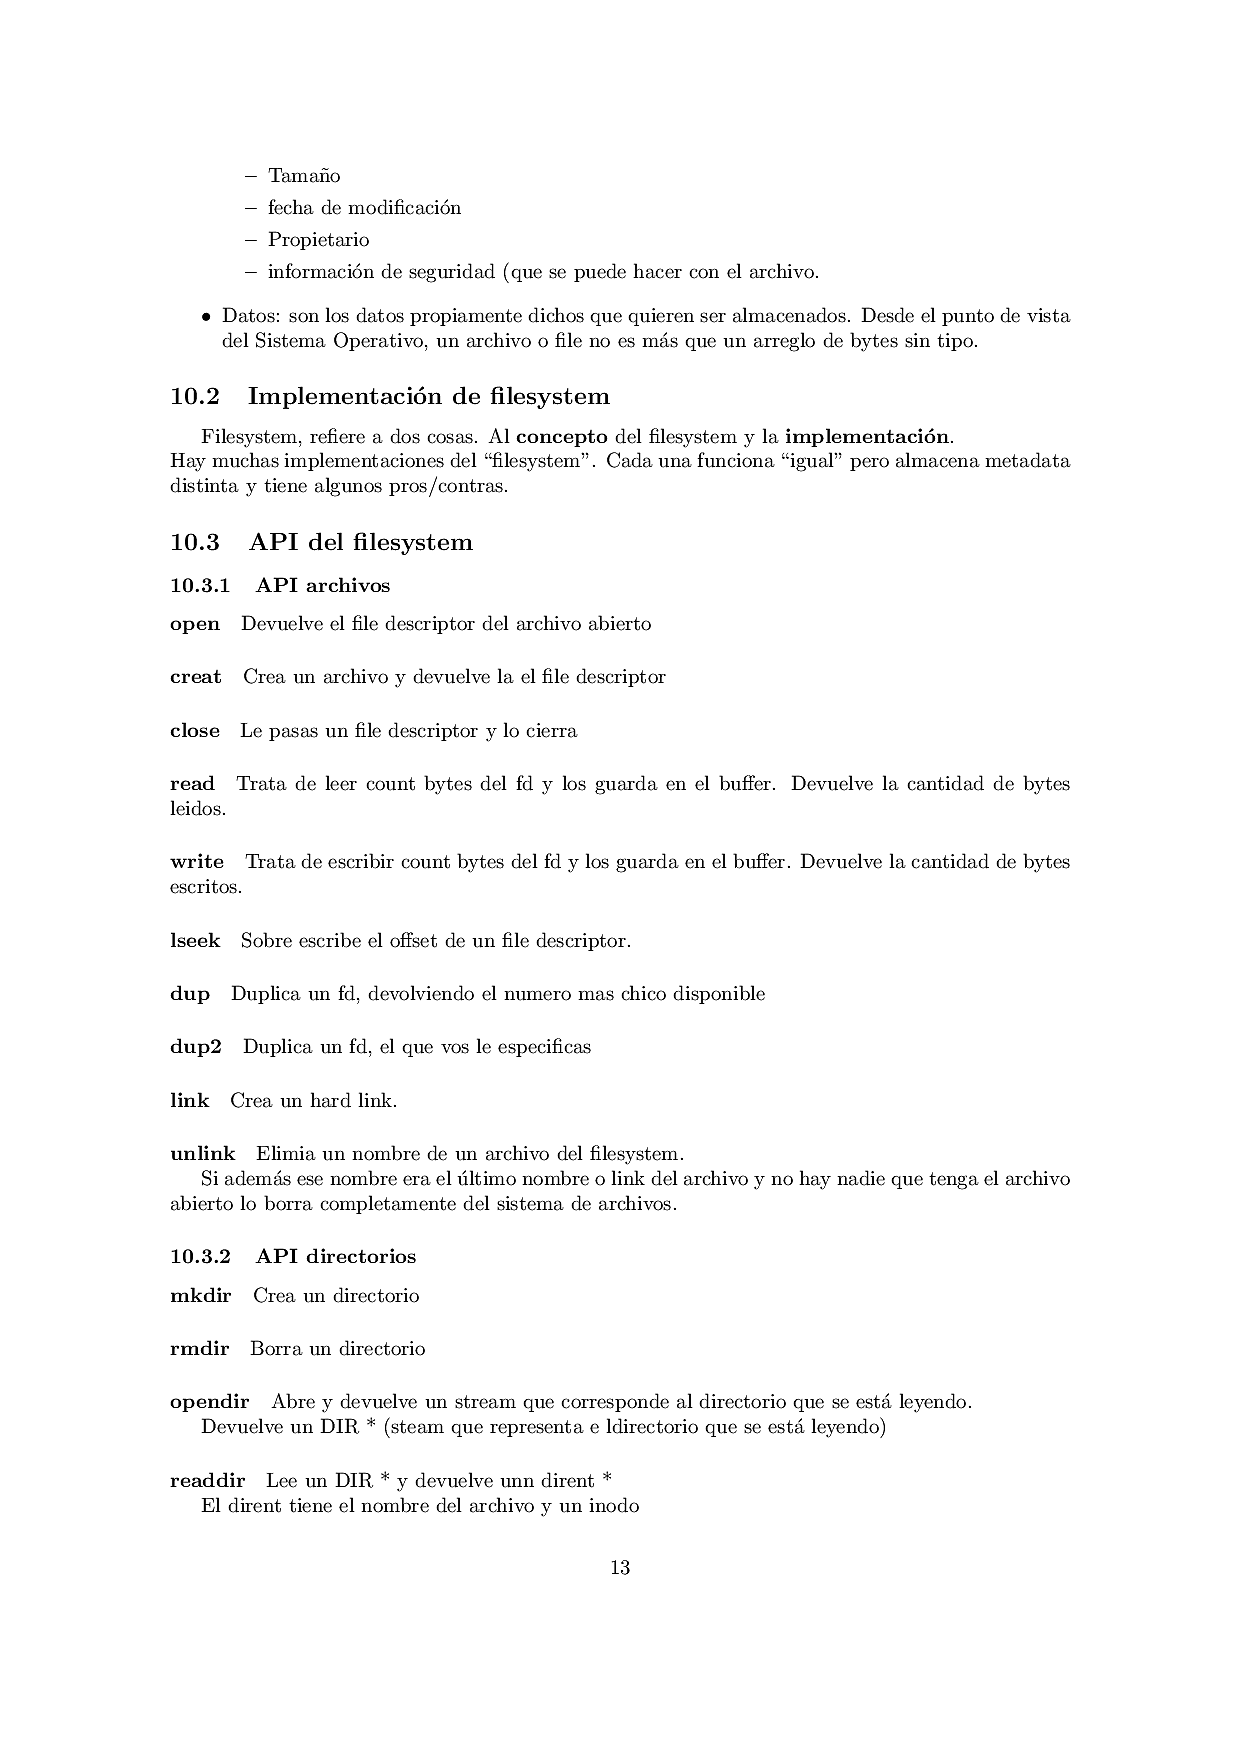 – Tamaño
– fecha de modificación
– Propietario
– información de seguridad (que se puede hacer con el archivo.
• Datos: son los datos propiamente dichos que quieren ser almacenados. Desde el punto de vista
del Sistema Operativo, un archivo o file no es más que un arreglo de bytes sin tipo.
10.2 Implementación de filesystem
Filesystem, refiere a dos cosas. Al concepto del filesystem y la implementación.
Hay muchas implementaciones del “filesystem”. Cada una funciona “igual” pero almacena metadata
distinta y tiene algunos pros/contras.
10.3 API del filesystem
10.3.1 API archivos
open Devuelve el file descriptor del archivo abierto
creat Crea un archivo y devuelve la el file descriptor
close Le pasas un file descriptor y lo cierra
read Trata de leer count bytes del fd y los guarda en el buffer. Devuelve la cantidad de bytes
leidos.
write Trata de escribir count bytes del fd y los guarda en el buffer. Devuelve la cantidad de bytes
escritos.
lseek Sobre escribe el offset de un file descriptor.
dup Duplica un fd, devolviendo el numero mas chico disponible
dup2 Duplica un fd, el que vos le especificas
link Crea un hard link.
unlink Elimia un nombre de un archivo del filesystem.
Si además ese nombre era el último nombre o link del archivo y no hay nadie que tenga el archivo
abierto lo borra completamente del sistema de archivos.
10.3.2 API directorios
mkdir Crea un directorio
rmdir Borra un directorio
opendir Abre y devuelve un stream que corresponde al directorio que se está leyendo.
Devuelve un DIR * (steam que representa e ldirectorio que se está leyendo)
readdir Lee un DIR * y devuelve unn dirent *
El dirent tiene el nombre del archivo y un inodo
13